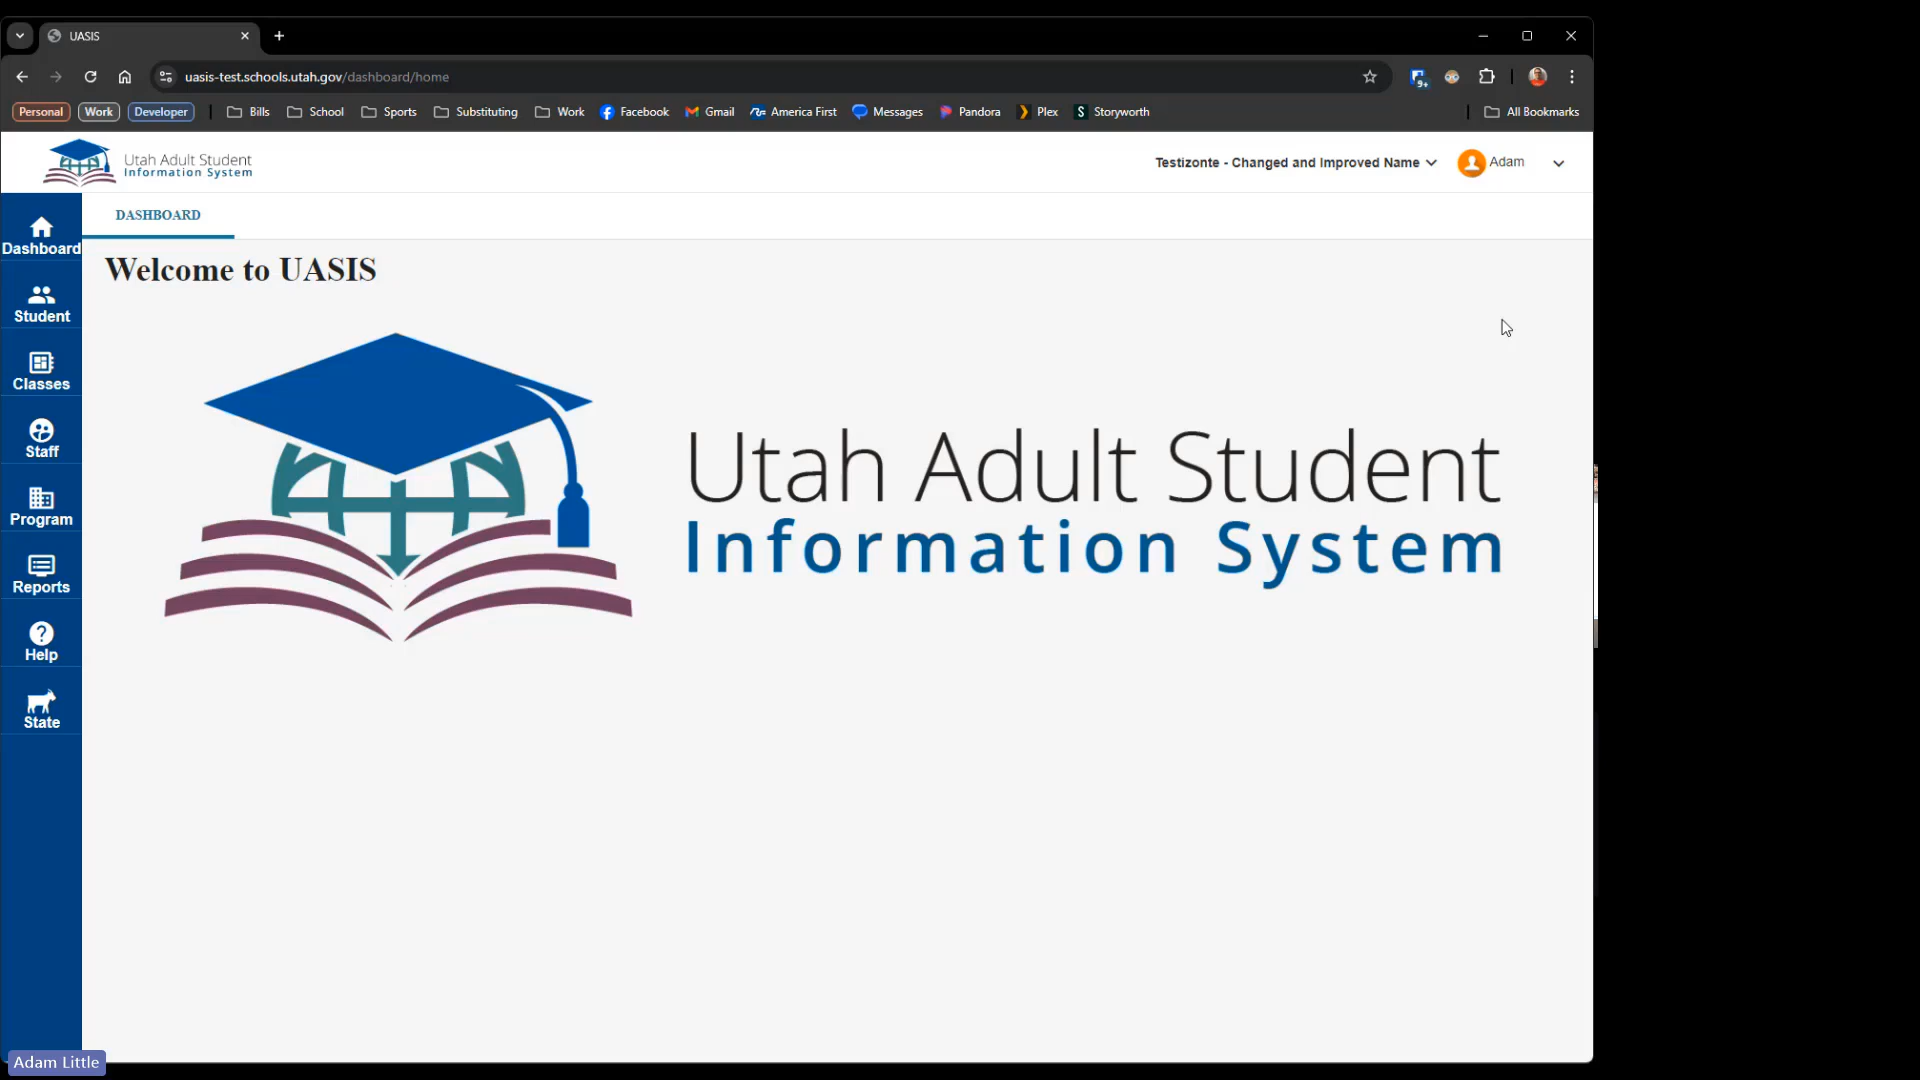 UASIS
uasis-test.schools.utah.gov/dashboard/home
9+
Personal Work Developer Bills School Sports Substituting Work Facebook Gmail America First Messages Pandora Plex S Storyworth All Bookmarks
Utah Adult Student
Information System
Testizonte - Changed and Improved Name
Adam
DASHBOARD
Dashboard
Student
Classes
Staff
Program
Reports
Help
State
Welcome to UASIS
Utah Adult Student
Information System
Adam Little